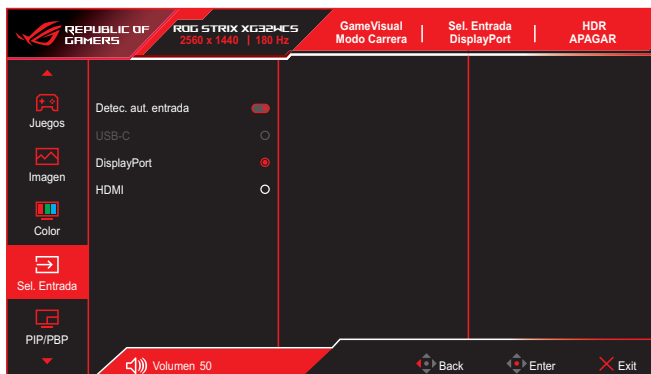 REPUBLIC OF
GAMERS
ROG STRIX XG32WCS
2560 x 1440 | 180 Hz
GameVisual
Modo Carrera
Sel. Entrada
DisplayPort
HDR
APAGAR
Juegos
Imagen
Color
Sel. Entrada
PIP/PBP
Detec. aut. entrada
USB-C
DisplayPort
HDMI
Volumen 50
Back
Enter
Exit